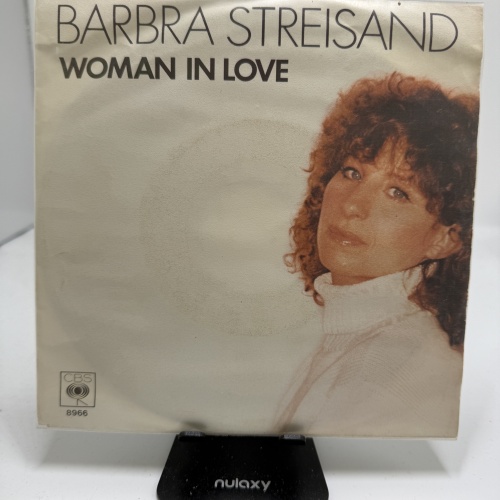 BARBRA STREISAND
WOMAN IN LOVE
CBS
8966
nulaxy